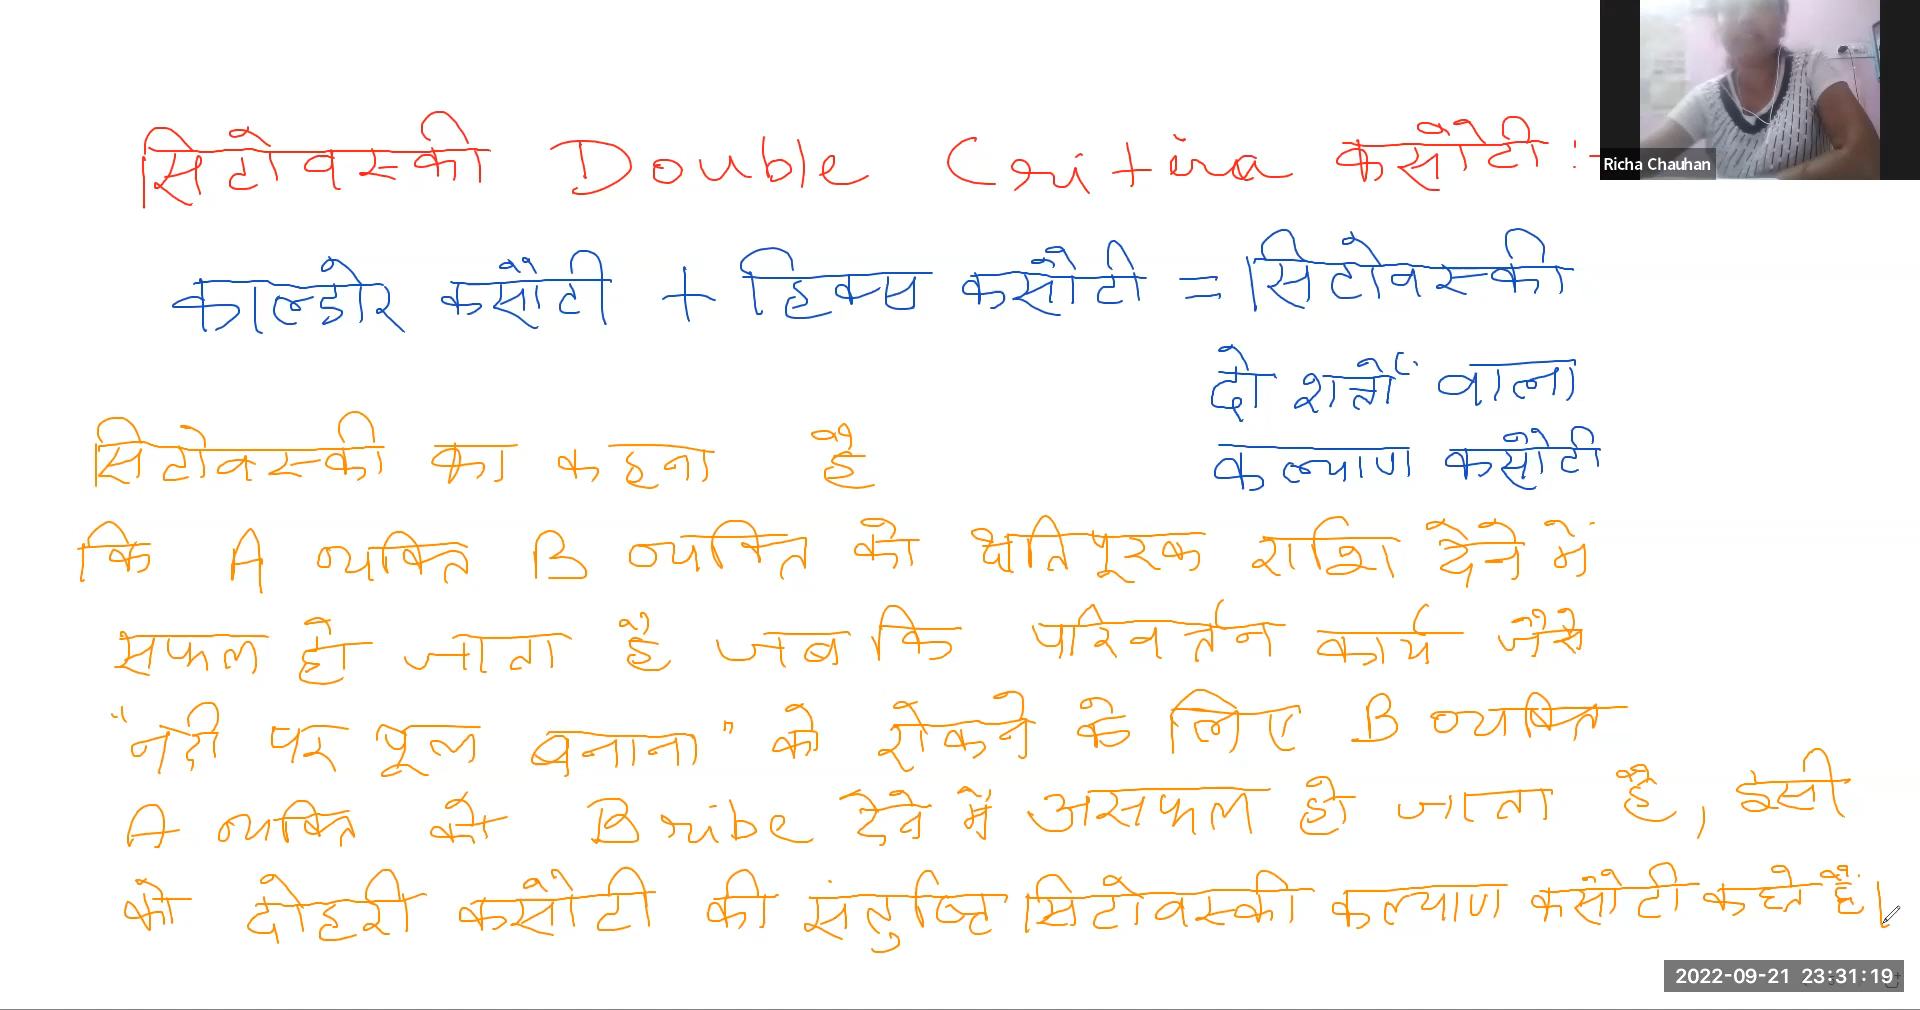 सिटोवस्की Double Criteria कसौटी :-
Richa Chauhan
काल्डोर कसौटी + हिक्स कसौटी = सिटोवस्की
दो शर्तों वाला
कल्याण कसौटी
सिटोवस्की का कहना है
कि A व्यक्ति B व्यक्ति को क्षतिपूरक राशि देने में
सफल हो जाता है जब कि परिवर्तन कार्य जैसे
"नदी पर पूल बनाना" को रोकने के लिए B व्यक्ति
A व्यक्ति को Bribe देने में असफल हो जाता है, इसी
को दोहरी कसौटी की संतुष्टि सिटोवस्की कल्याण कसौटी कहते हैं।
2022-09-21 23:31:19